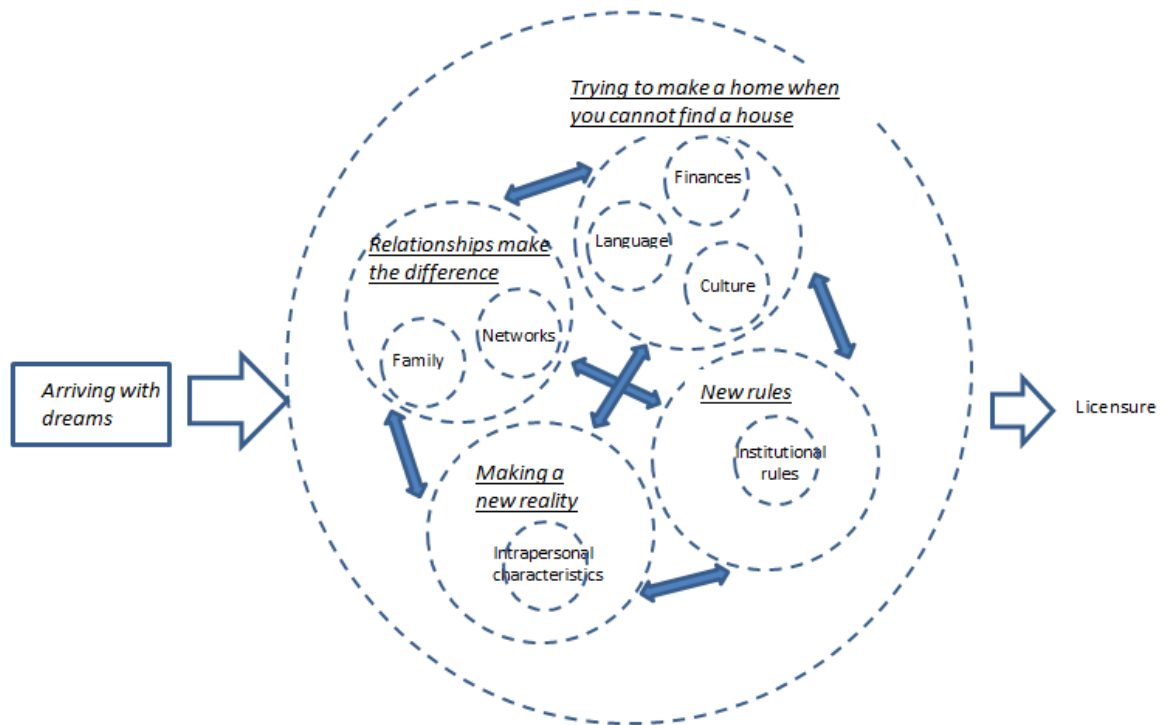 Trying to make a home when
you cannot find a house
Finances
Language
Culture
Relationships make
the difference
Networks
Family
Arriving with
dreams
New rules
Institutional
rules
Licensure
Making a
new reality
Intrapersonal
characteristics